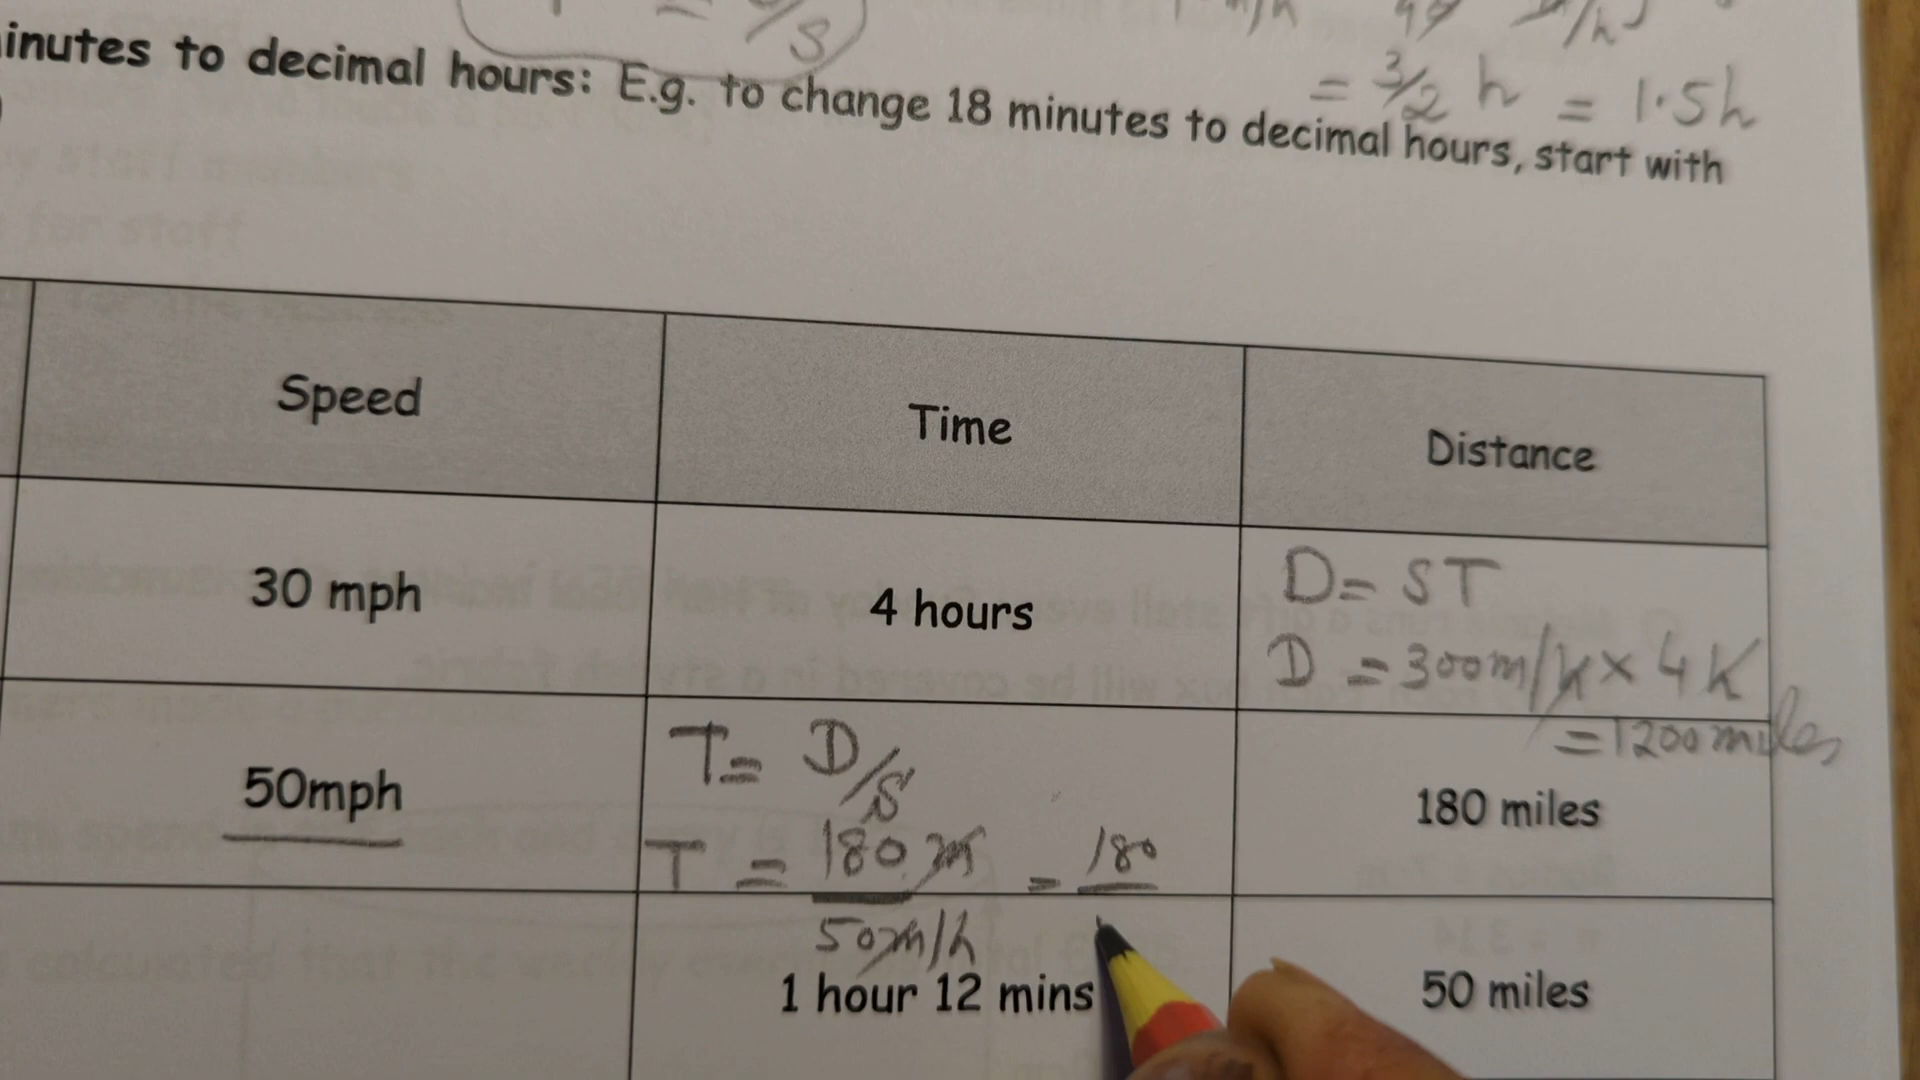 = 3/2 h = 1.5h
inutes to decimal hours: E.g. to change 18 minutes to decimal hours, start with
Speed Time Distance
30 mph 4 hours D = ST
D = 300m/h × 4h
= 1200 miles
50mph T = D/S 180 miles
T = 180 m = 180
50m/h
1 hour 12 mins 50 miles